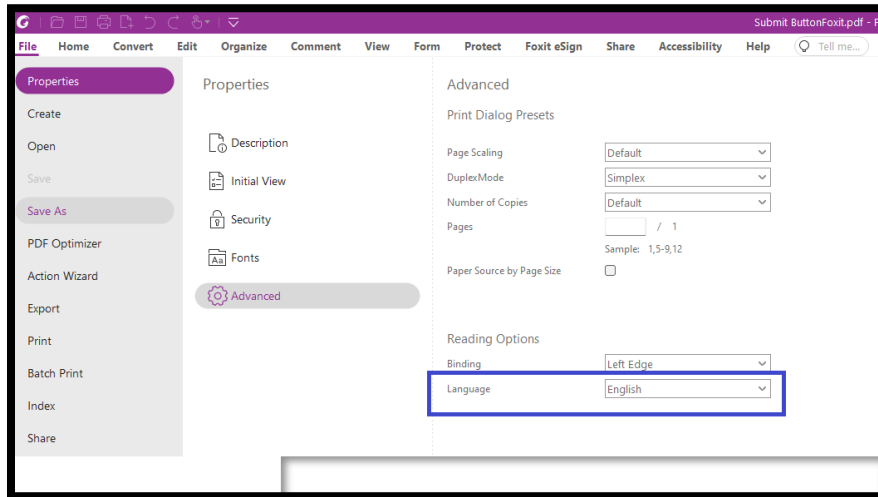 Submit ButtonFoxit.pdf - F
File Home Convert Edit Organize Comment View Form Protect Foxit eSign Share Accessibility Help Tell me...
Properties
Create
Open
Save
Save As
PDF Optimizer
Action Wizard
Export
Print
Batch Print
Index
Share
Properties
Description
Initial View
Security
Fonts
Advanced
Advanced
Print Dialog Presets
Page Scaling Default
DuplexMode Simplex
Number of Copies Default
Pages / 1
Sample: 1,5-9,12
Paper Source by Page Size
Reading Options
Binding Left Edge
Language English